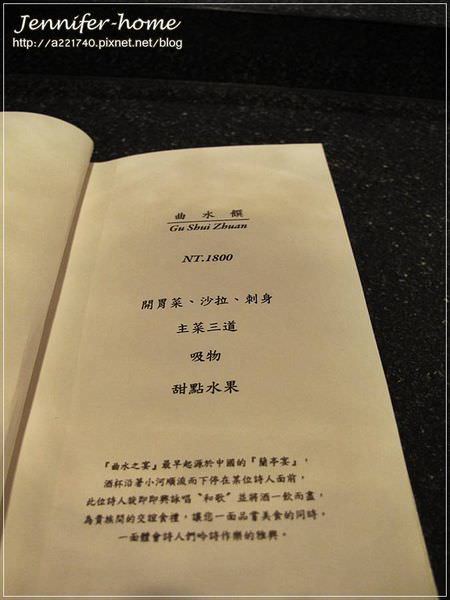 Jennifer-home
http://a221740.pixnet.net/blog
曲水饌
Gu Shui Zhuan
NT.1800
開胃菜、沙拉、刺身
主菜三道
吸物
甜點水果
『曲水之宴』最早起源於中國的『蘭亭宴』,
酒杯沿著小河順流而下停在某位詩人面前,
此位詩人旋即即興詠唱〝和歌〞並將酒一飲而盡,
為貴族間的交誼食禮,讓您一面品嘗美食的同時,
一面體會詩人們吟詩作樂的雅興。